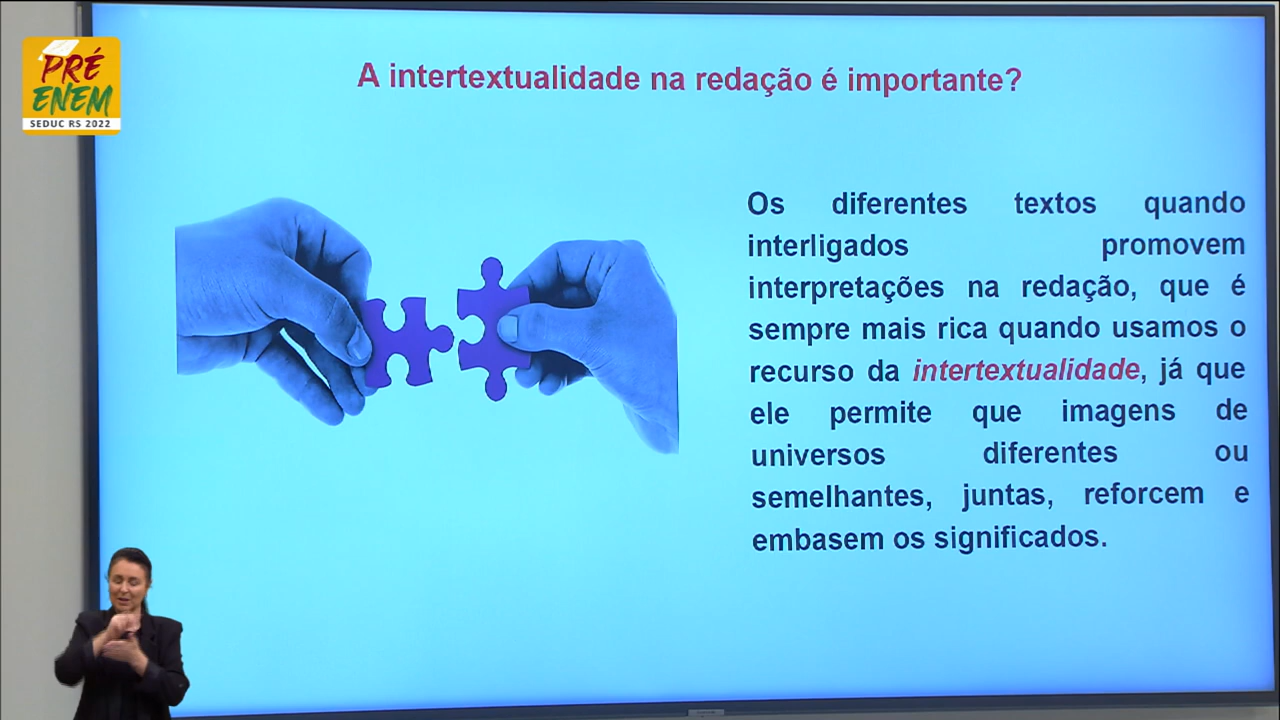 PRÉ
ENEM
SEDUC RS 2022
A intertextualidade na redação é importante?
Os diferentes textos quando
interligados promovem
interpretações na redação, que é
sempre mais rica quando usamos o
recurso da intertextualidade, já que
ele permite que imagens de
universos diferentes ou
semelhantes, juntas, reforcem e
embasem os significados.